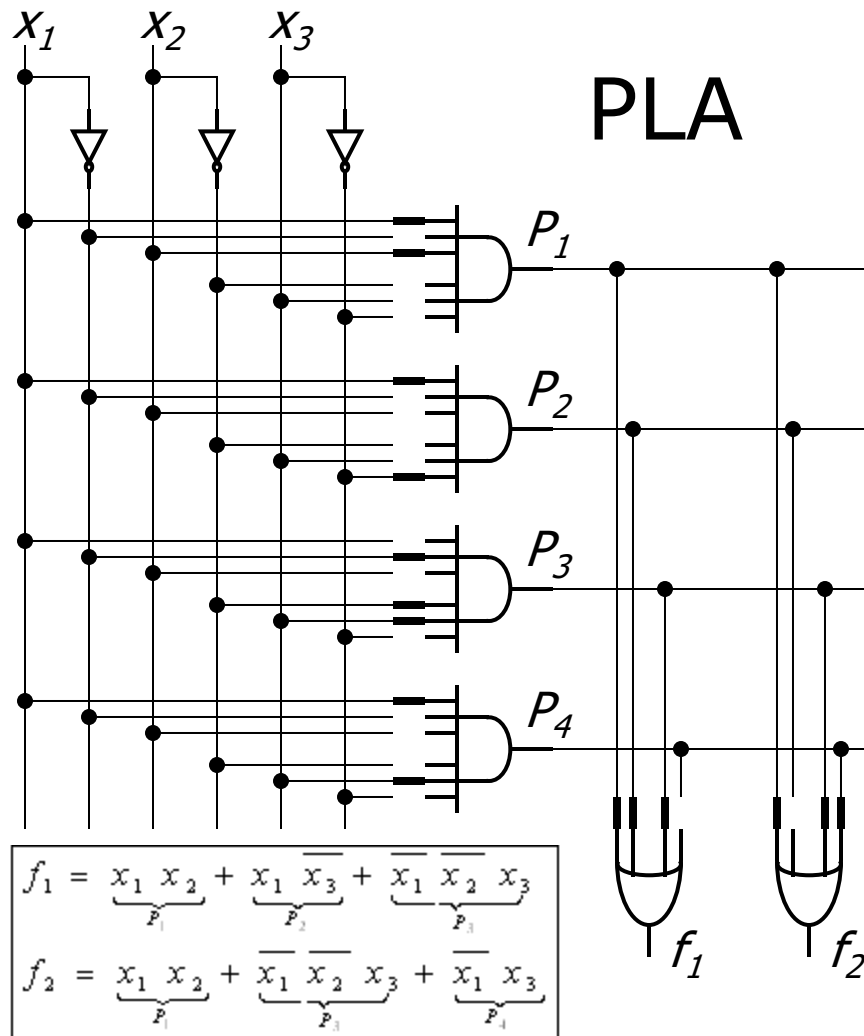 x₁ x₂ x₃
PLA
P₁
P₂
P₃
P₄
f₁ f₂
f₁ = x₁ x₂ + x₁ x̅₃ + x̅₁ x̅₂ x₃
P₁ P₂ P₃
f₂ = x₁ x₂ + x̅₁ x̅₂ x₃ + x̅₁ x₃
P₁ P₃ P₄